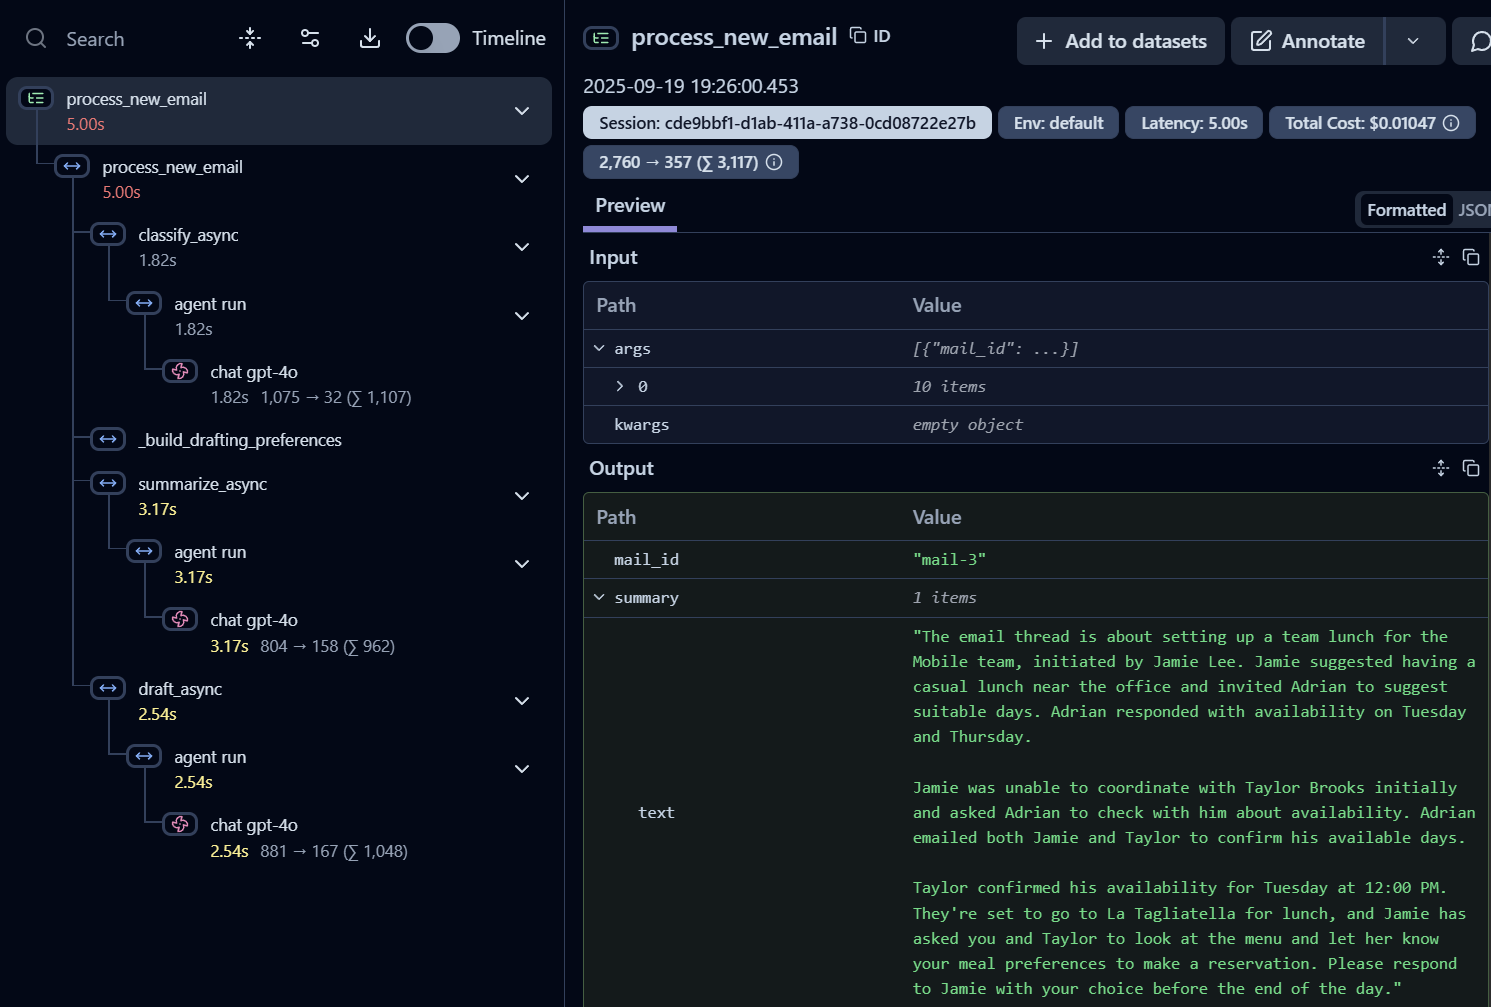 Search
Timeline
process_new_email
5.00s
process_new_email
5.00s
classify_async
1.82s
agent run
1.82s
chat gpt-4o
1.82s 1,075 → 32 (∑ 1,107)
_build_drafting_preferences
summarize_async
3.17s
agent run
3.17s
chat gpt-4o
3.17s 804 → 158 (∑ 962)
draft_async
2.54s
agent run
2.54s
chat gpt-4o
2.54s 881 → 167 (∑ 1,048)
process_new_email ID
Add to datasets
Annotate
2025-09-19 19:26:00.453
Session: cde9bbf1-d1ab-411a-a738-0cd08722e27b
Env: default
Latency: 5.00s
Total Cost: $0.01047
2,760 → 357 (∑ 3,117)
Preview
Formatted JSON
Input
Path Value
args [{"mail_id": ...}]
0 10 items
kwargs empty object
Output
Path Value
mail_id "mail-3"
summary 1 items
text
"The email thread is about setting up a team lunch for the
Mobile team, initiated by Jamie Lee. Jamie suggested having a
casual lunch near the office and invited Adrian to suggest
suitable days. Adrian responded with availability on Tuesday
and Thursday.
Jamie was unable to coordinate with Taylor Brooks initially
and asked Adrian to check with him about availability. Adrian
emailed both Jamie and Taylor to confirm his available days.
Taylor confirmed his availability for Tuesday at 12:00 PM.
They're set to go to La Tagliatella for lunch, and Jamie has
asked you and Taylor to look at the menu and let her know
your meal preferences to make a reservation. Please respond
to Jamie with your choice before the end of the day."